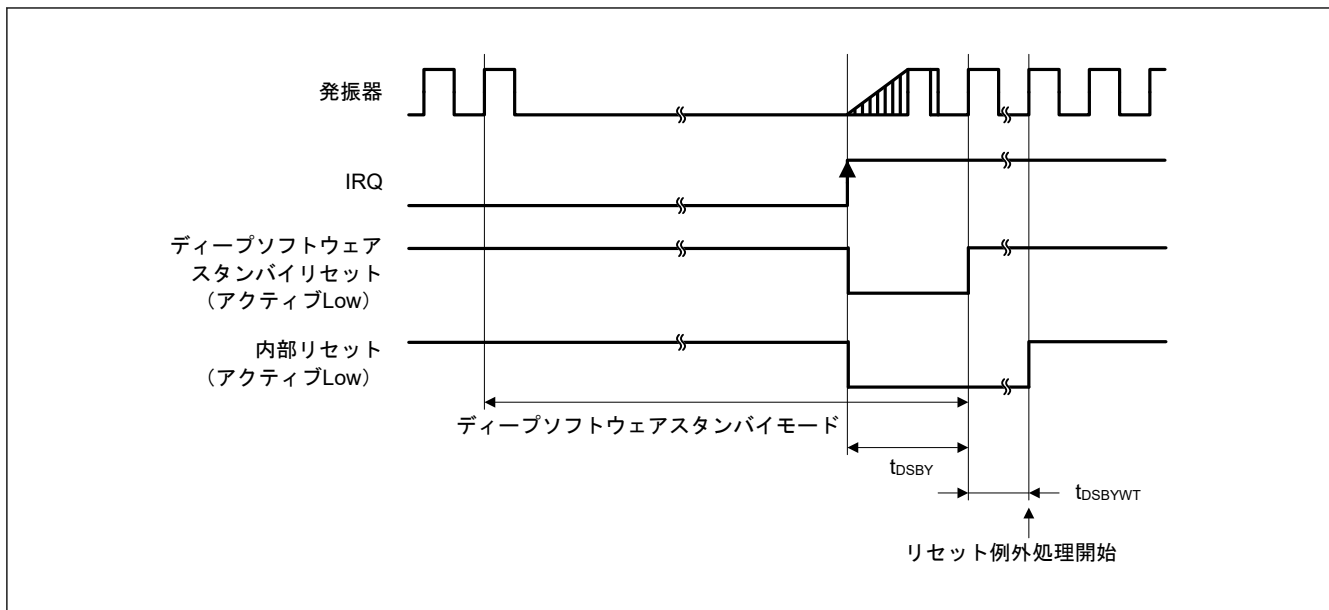 発振器
IRQ
ディープソフトウェア
スタンバイリセット
（アクティブLow）
内部リセット
（アクティブLow）
ディープソフトウェアスタンバイモード
tDSBY
tDSBYWT
リセット例外処理開始